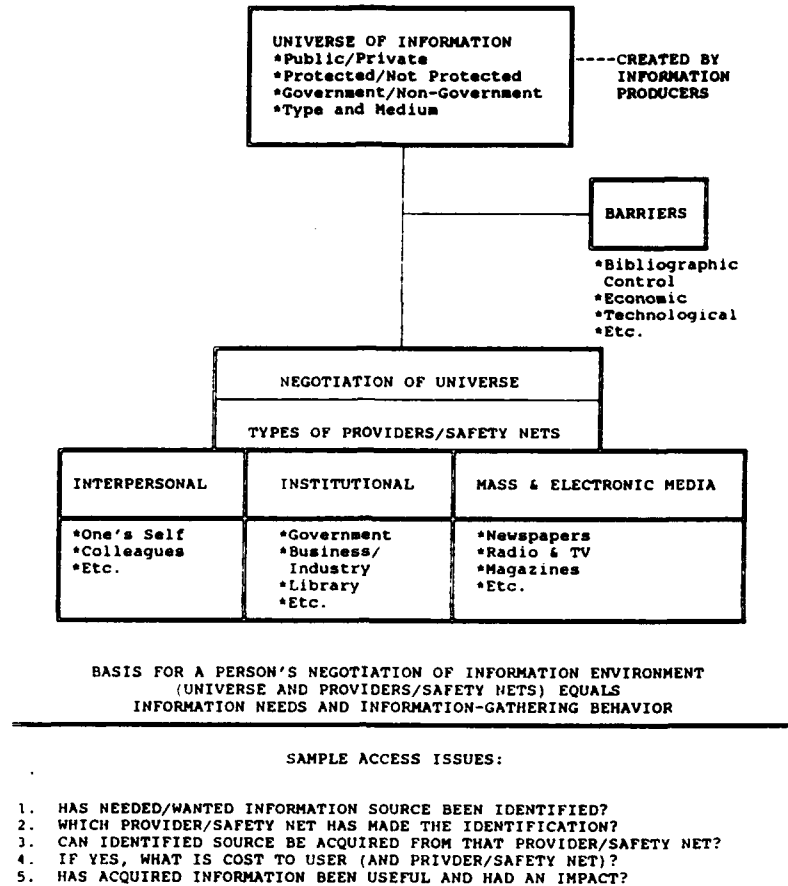 UNIVERSE OF INFORMATION
*Public/Private
*Protected/Not Protected
*Government/Non-Government
*Type and Medium
----CREATED BY
INFORMATION
PRODUCERS
BARRIERS
*Bibliographic
Control
*Economic
*Technological
*Etc.
NEGOTIATION OF UNIVERSE
TYPES OF PROVIDERS/SAFETY NETS
INTERPERSONAL
*One's Self
*Colleagues
*Etc.
INSTITUTIONAL
*Government
*Business/
Industry
*Library
*Etc.
MASS & ELECTRONIC MEDIA
*Newspapers
*Radio & TV
*Magazines
*Etc.
BASIS FOR A PERSON'S NEGOTIATION OF INFORMATION ENVIRONMENT
(UNIVERSE AND PROVIDERS/SAFETY NETS) EQUALS
INFORMATION NEEDS AND INFORMATION-GATHERING BEHAVIOR
SAMPLE ACCESS ISSUES:
1. HAS NEEDED/WANTED INFORMATION SOURCE BEEN IDENTIFIED?
2. WHICH PROVIDER/SAFETY NET HAS MADE THE IDENTIFICATION?
3. CAN IDENTIFIED SOURCE BE ACQUIRED FROM THAT PROVIDER/SAFETY NET?
4. IF YES, WHAT IS COST TO USER (AND PRIVDER/SAFETY NET)?
5. HAS ACQUIRED INFORMATION BEEN USEFUL AND HAD AN IMPACT?